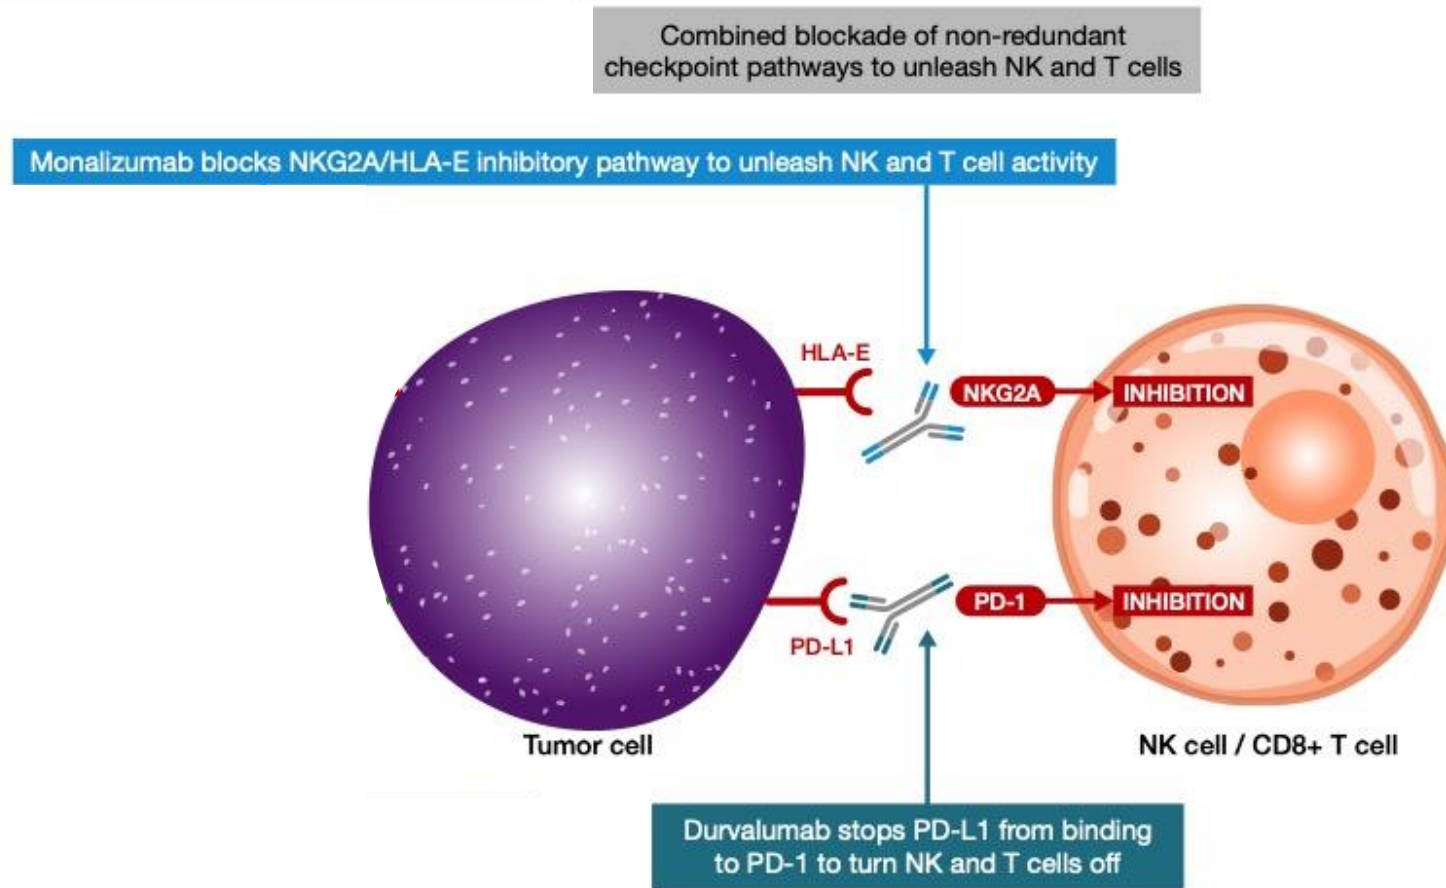 Combined blockade of non-redundant
checkpoint pathways to unleash NK and T cells
Monalizumab blocks NKG2A/HLA-E inhibitory pathway to unleash NK and T cell activity
HLA-E
NKG2A
INHIBITION
PD-1
INHIBITION
PD-L1
Tumor cell
NK cell / CD8+ T cell
Durvalumab stops PD-L1 from binding
to PD-1 to turn NK and T cells off